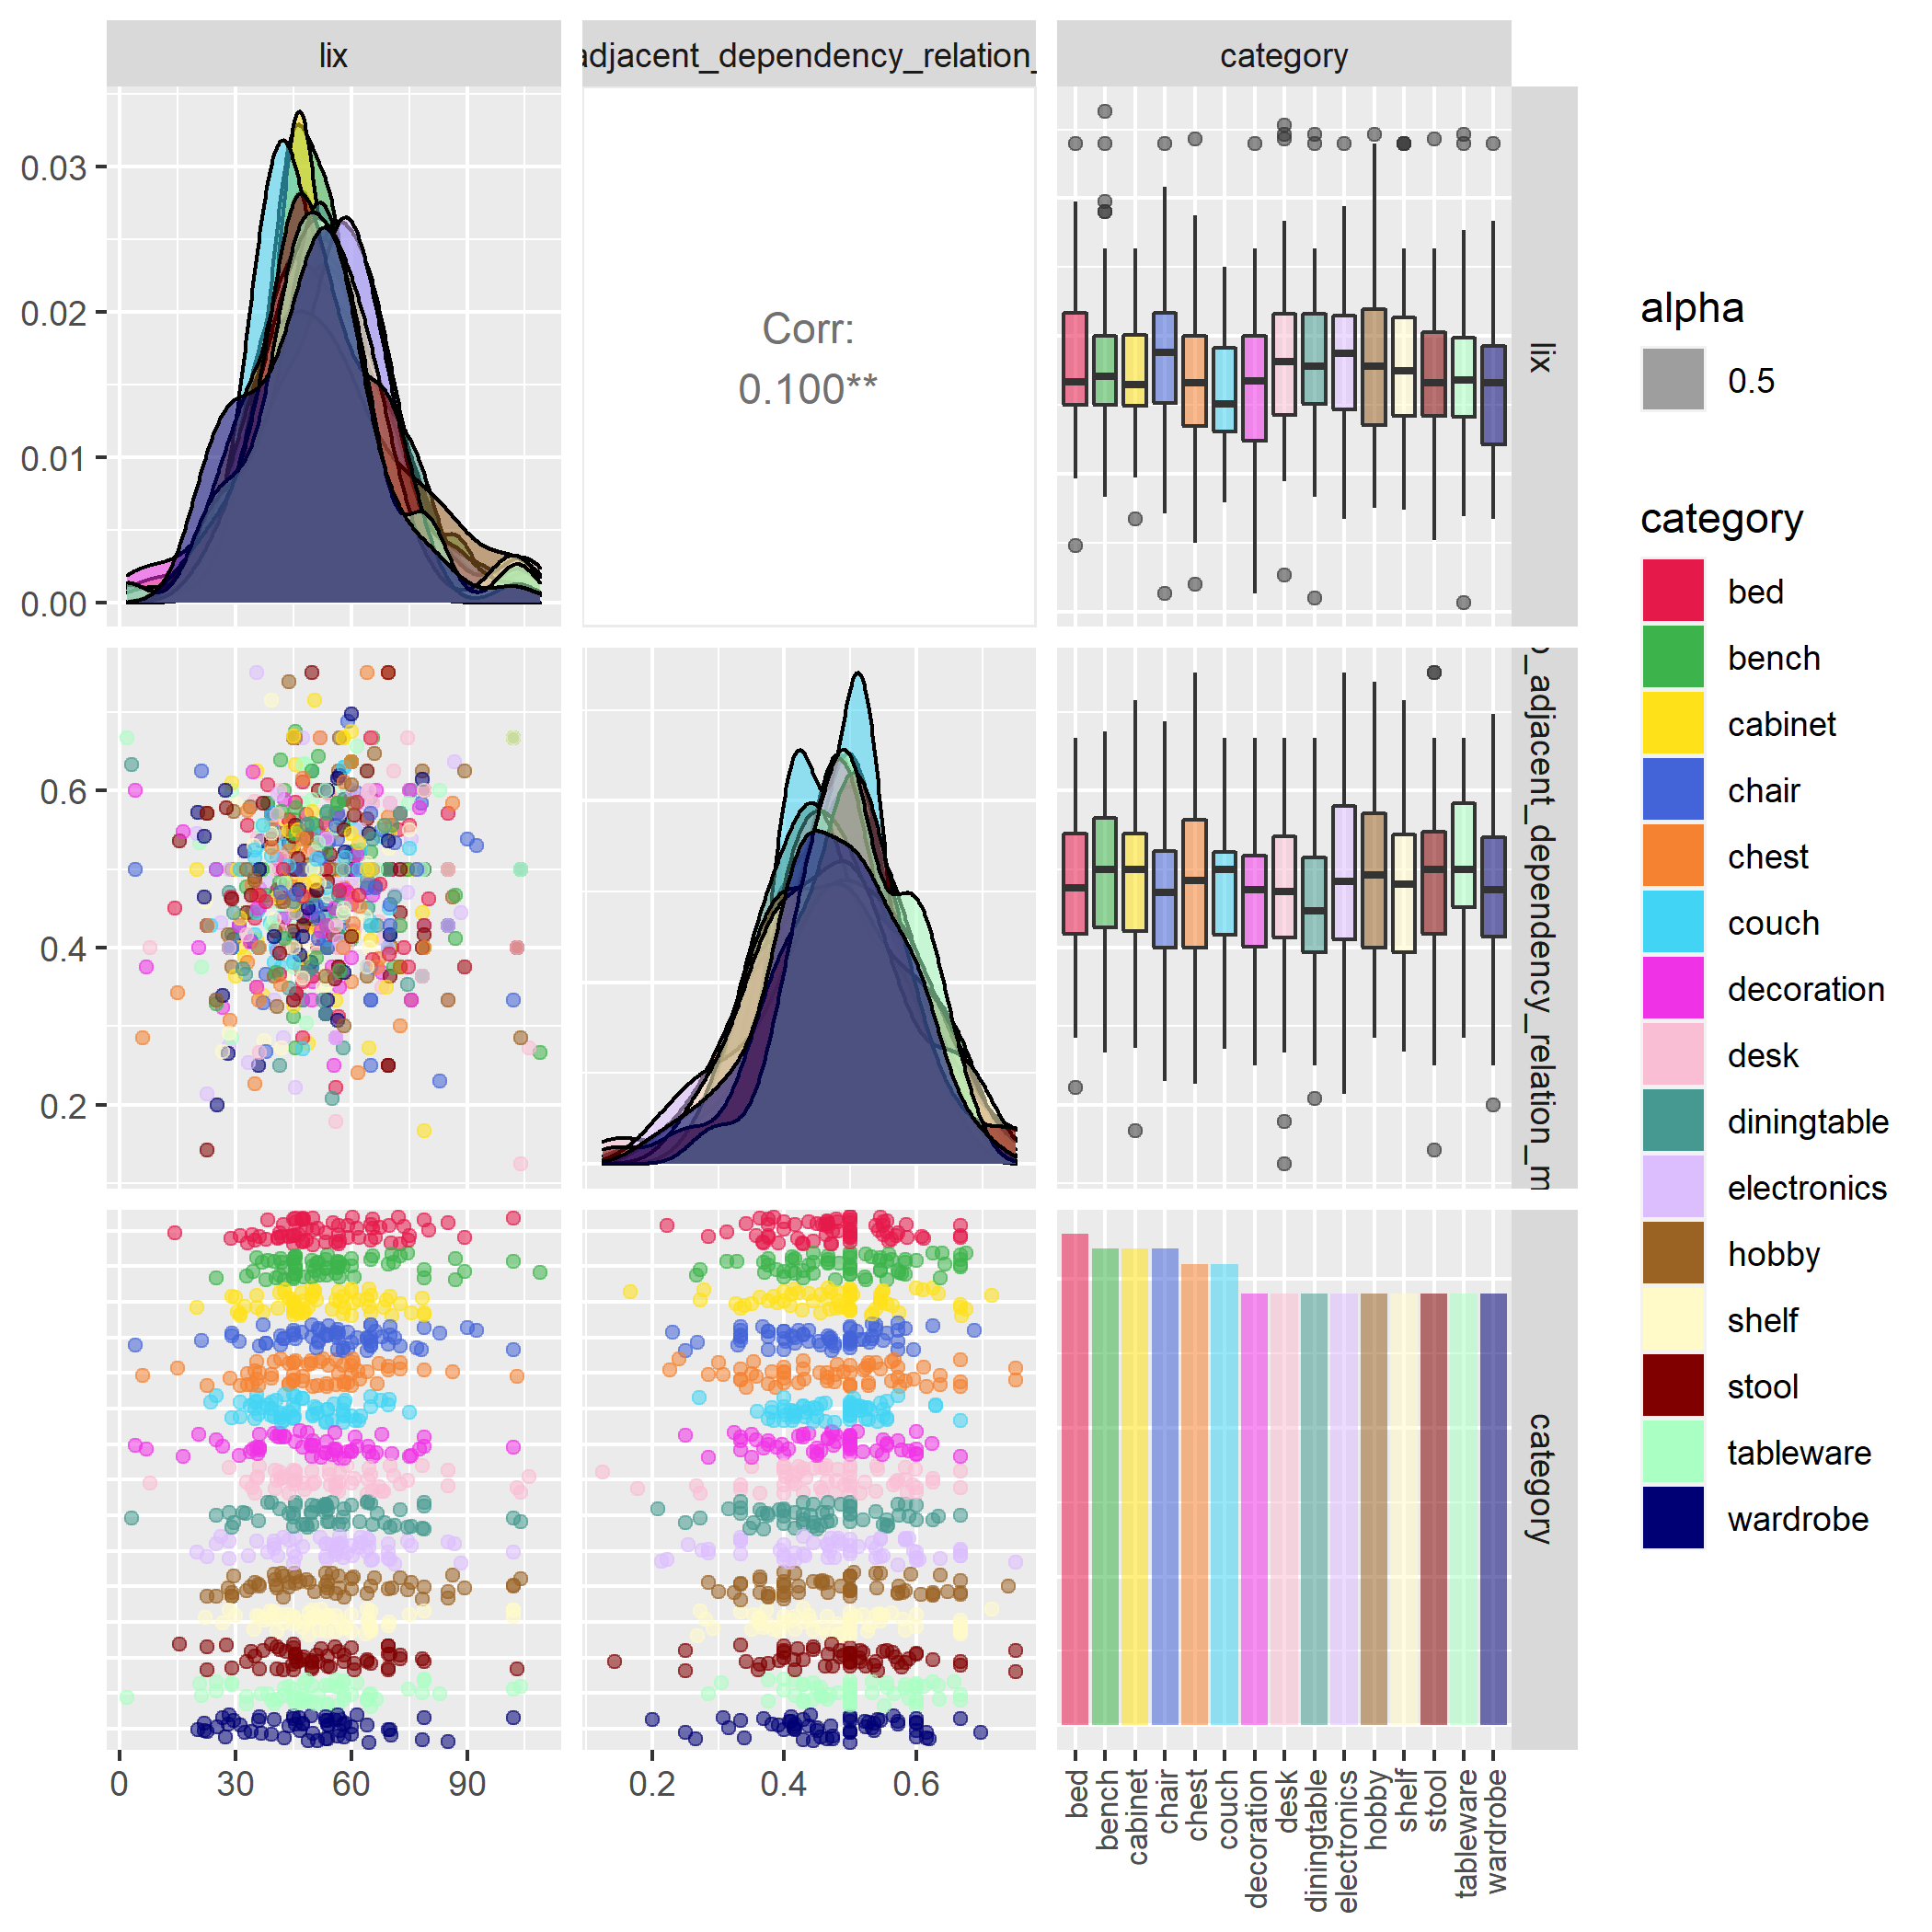 lix
adjacent_dependency_relation_
category
0.03
0.02
0.01
0.00
Corr:
0.100**
lix
0.6
0.4
0.2
_adjacent_dependency_relation_m
category
0
30
60
90
0.2
0.4
0.6
bed
bench
cabinet
chair
chest
couch
decoration
desk
diningtable
electronics
hobby
shelf
stool
tableware
wardrobe
alpha
0.5
category
bed
bench
cabinet
chair
chest
couch
decoration
desk
diningtable
electronics
hobby
shelf
stool
tableware
wardrobe